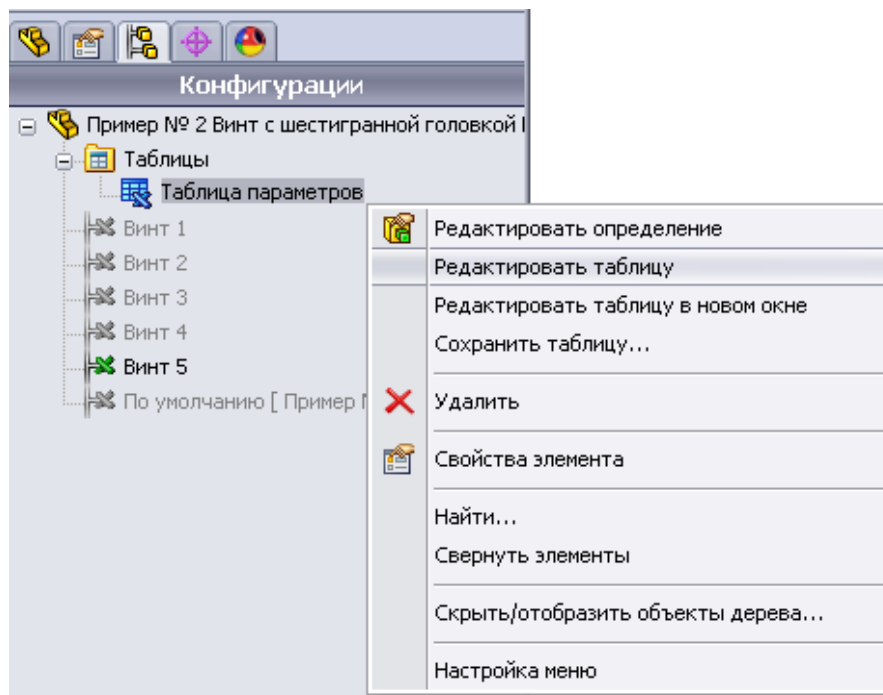 Конфигурации
Пример № 2 Винт с шестигранной головкой
Таблицы
Таблица параметров
Винт 1
Винт 2
Винт 3
Винт 4
Винт 5
По умолчанию [ Пример
Редактировать определение
Редактировать таблицу
Редактировать таблицу в новом окне
Сохранить таблицу...
Удалить
Свойства элемента
Найти...
Свернуть элементы
Скрыть/отобразить объекты дерева...
Настройка меню